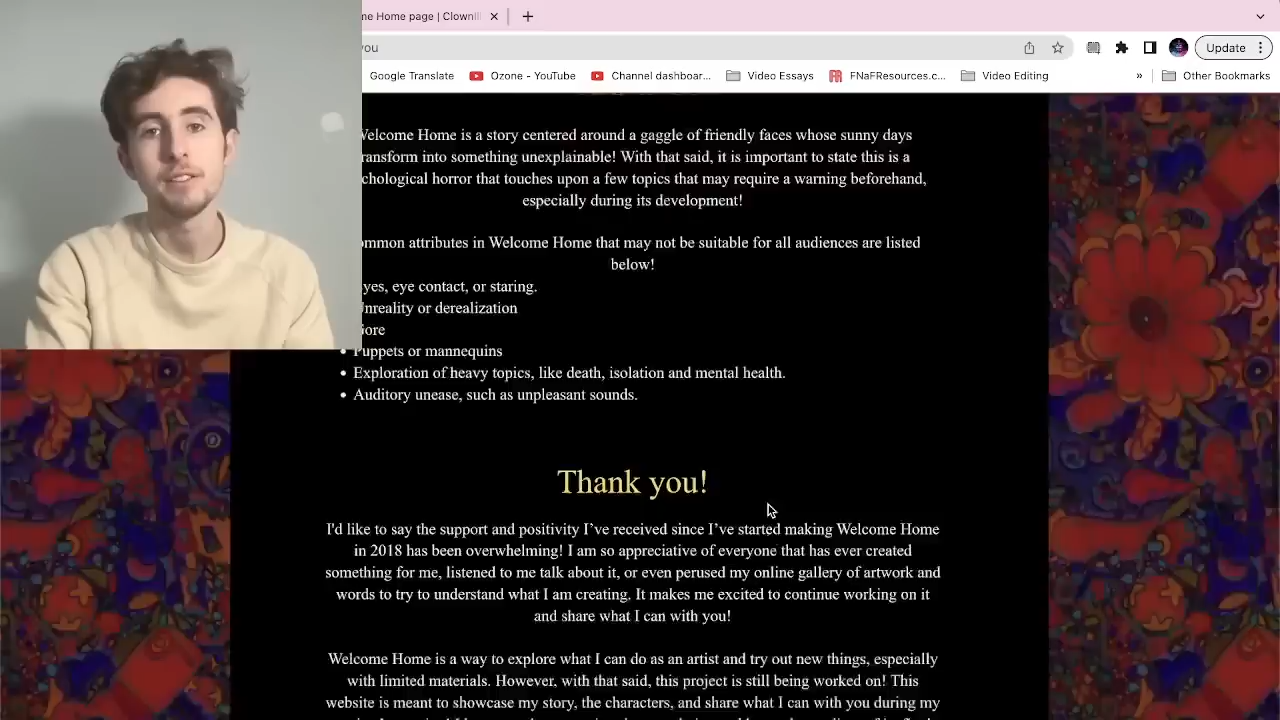 me Home page | Clownill
you
Update
Google Translate
Ozone - YouTube
Channel dashboar...
Video Essays
FNaFResources.c...
Video Editing
»
Other Bookmarks
Welcome Home is a story centered around a gaggle of friendly faces whose sunny days
ransform into something unexplainable! With that said, it is important to state this is a
chological horror that touches upon a few topics that may require a warning beforehand,
especially during its development!
ommon attributes in Welcome Home that may not be suitable for all audiences are listed
below!
yes, eye contact, or staring.
Unreality or derealization
Gore
• Puppets or mannequins
• Exploration of heavy topics, like death, isolation and mental health.
• Auditory unease, such as unpleasant sounds.
Thank you!
I'd like to say the support and positivity I've received since I've started making Welcome Home
in 2018 has been overwhelming! I am so appreciative of everyone that has ever created
something for me, listened to me talk about it, or even perused my online gallery of artwork and
words to try to understand what I am creating. It makes me excited to continue working on it
and share what I can with you!
Welcome Home is a way to explore what I can do as an artist and try out new things, especially
with limited materials. However, with that said, this project is still being worked on! This
website is meant to showcase my story, the characters, and share what I can with you during my